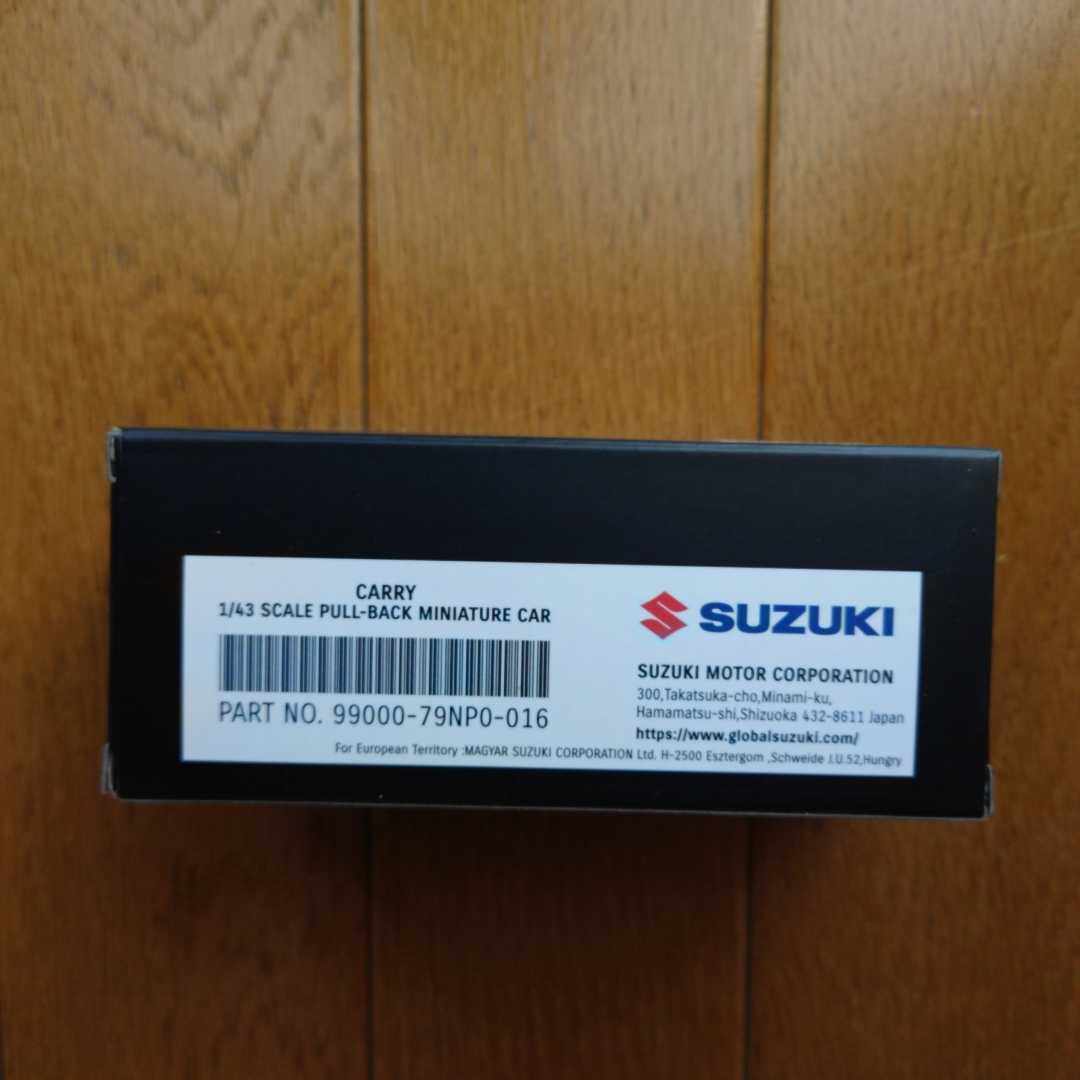 CARRY
1/43 SCALE PULL-BACK MINIATURE CAR
PART NO. 99000-79NP0-016
SUZUKI
SUZUKI MOTOR CORPORATION
300,Takatsuka-cho,Minami-ku,
Hamamatsu-shi,Shizuoka 432-8611 Japan
https://www.globalsuzuki.com/
For European Territory :MAGYAR SUZUKI CORPORATION Ltd. H-2500 Esztergom ,Schweide J.U.52,Hungry